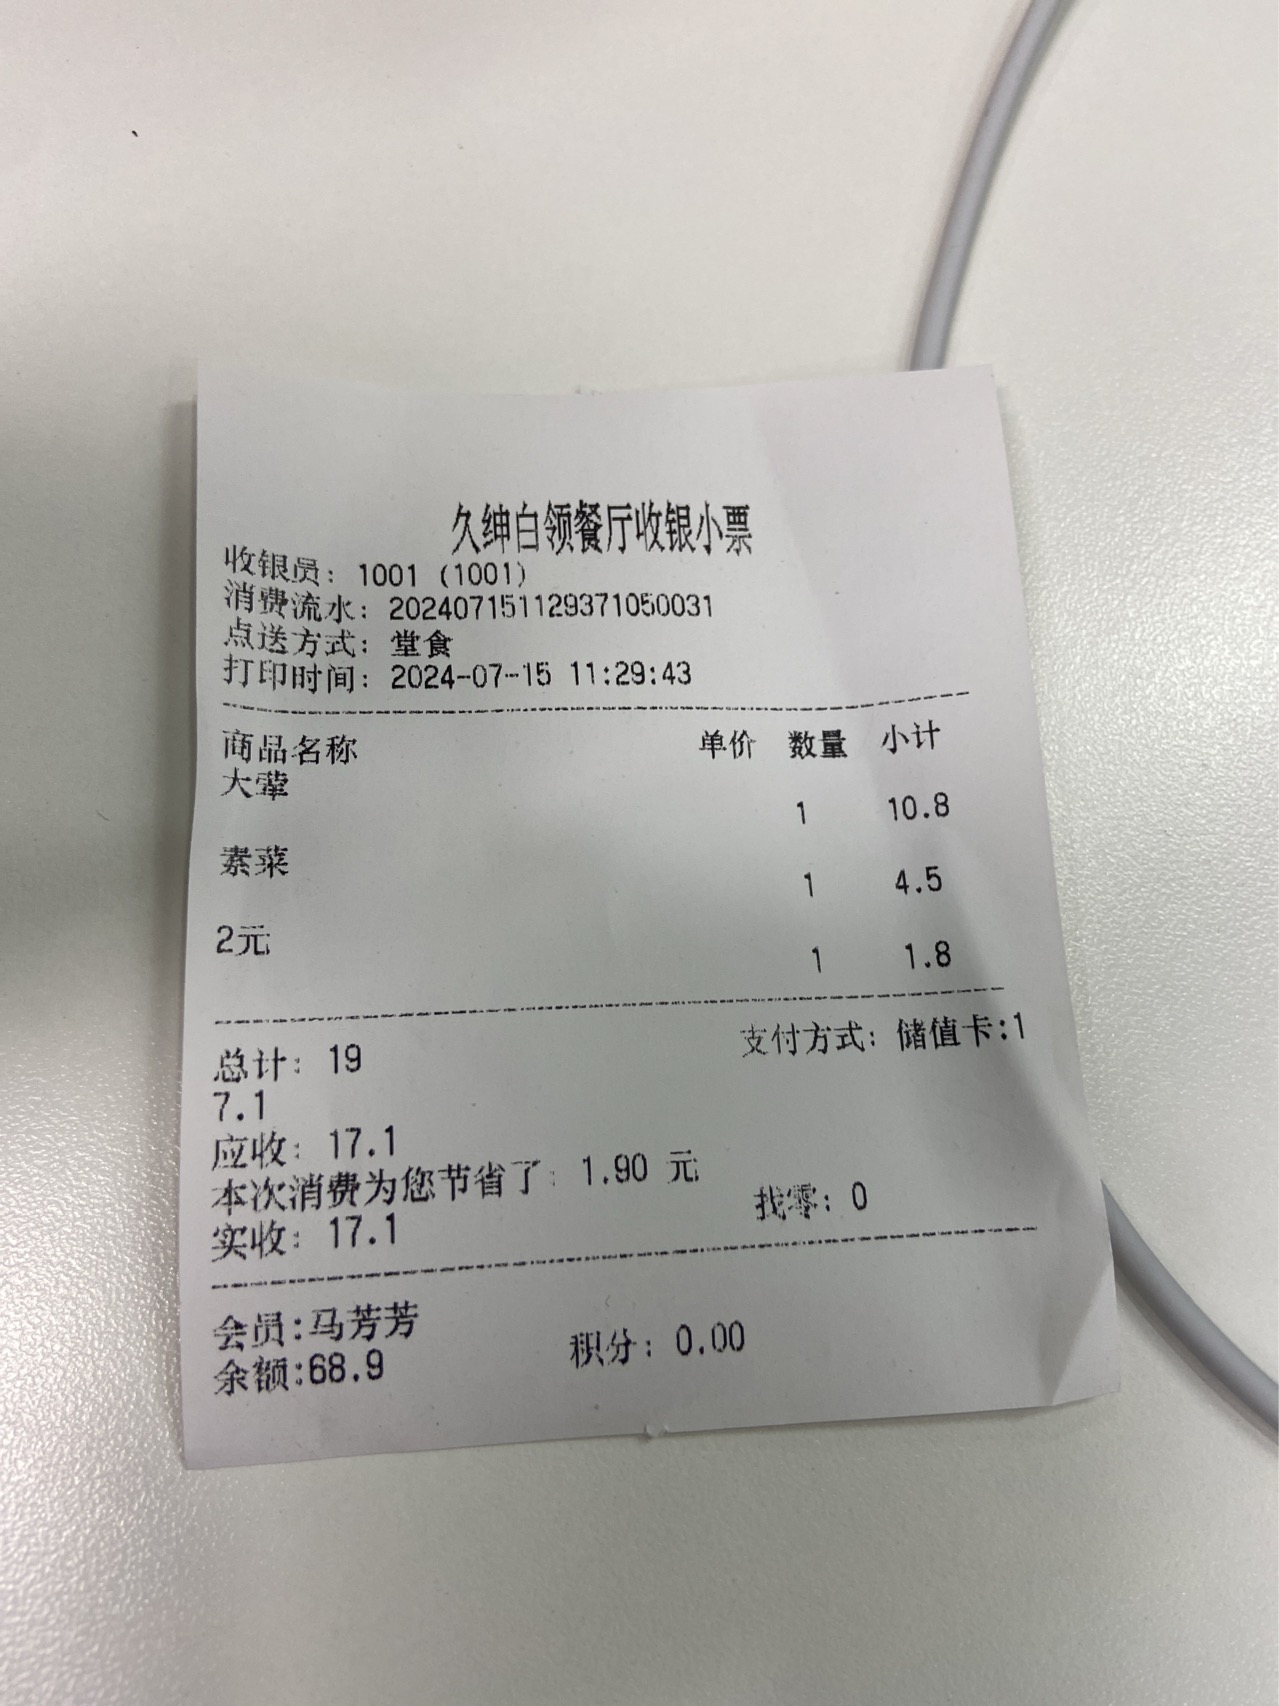 久绅白领餐厅收银小票
收银员: 1001 (1001)
消费流水: 202407151129371050031
点送方式: 堂食
打印时间: 2024-07-15 11:29:43
商品名称 单价 数量 小计
大荤
1 10.8
素菜
1 4.5
2元
1 1.8
总计: 19 支付方式: 储值卡:1
7.1
应收: 17.1
本次消费为您节省了: 1.90 元
实收: 17.1 找零: 0
会员:马芳芳
余额:68.9 积分: 0.00